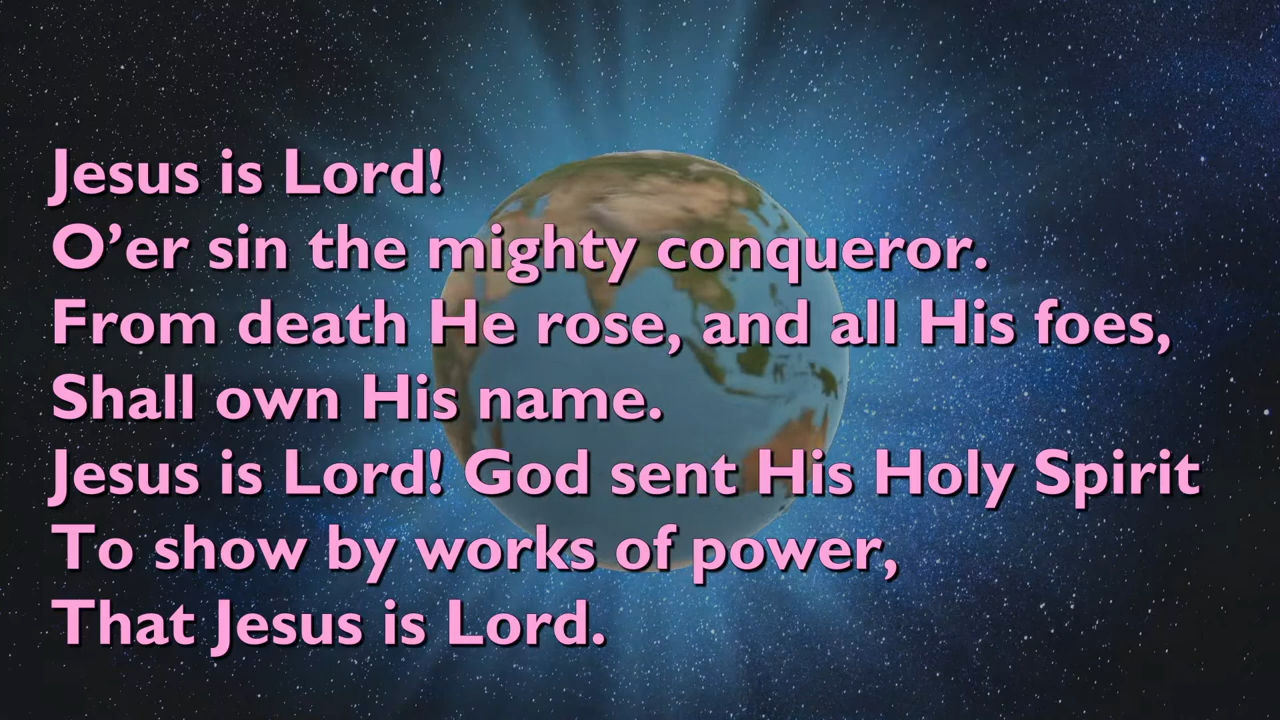 Jesus is Lord!
O’er sin the mighty conqueror.
From death He rose, and all His foes,
Shall own His name.
Jesus is Lord! God sent His Holy Spirit
To show by works of power,
That Jesus is Lord.